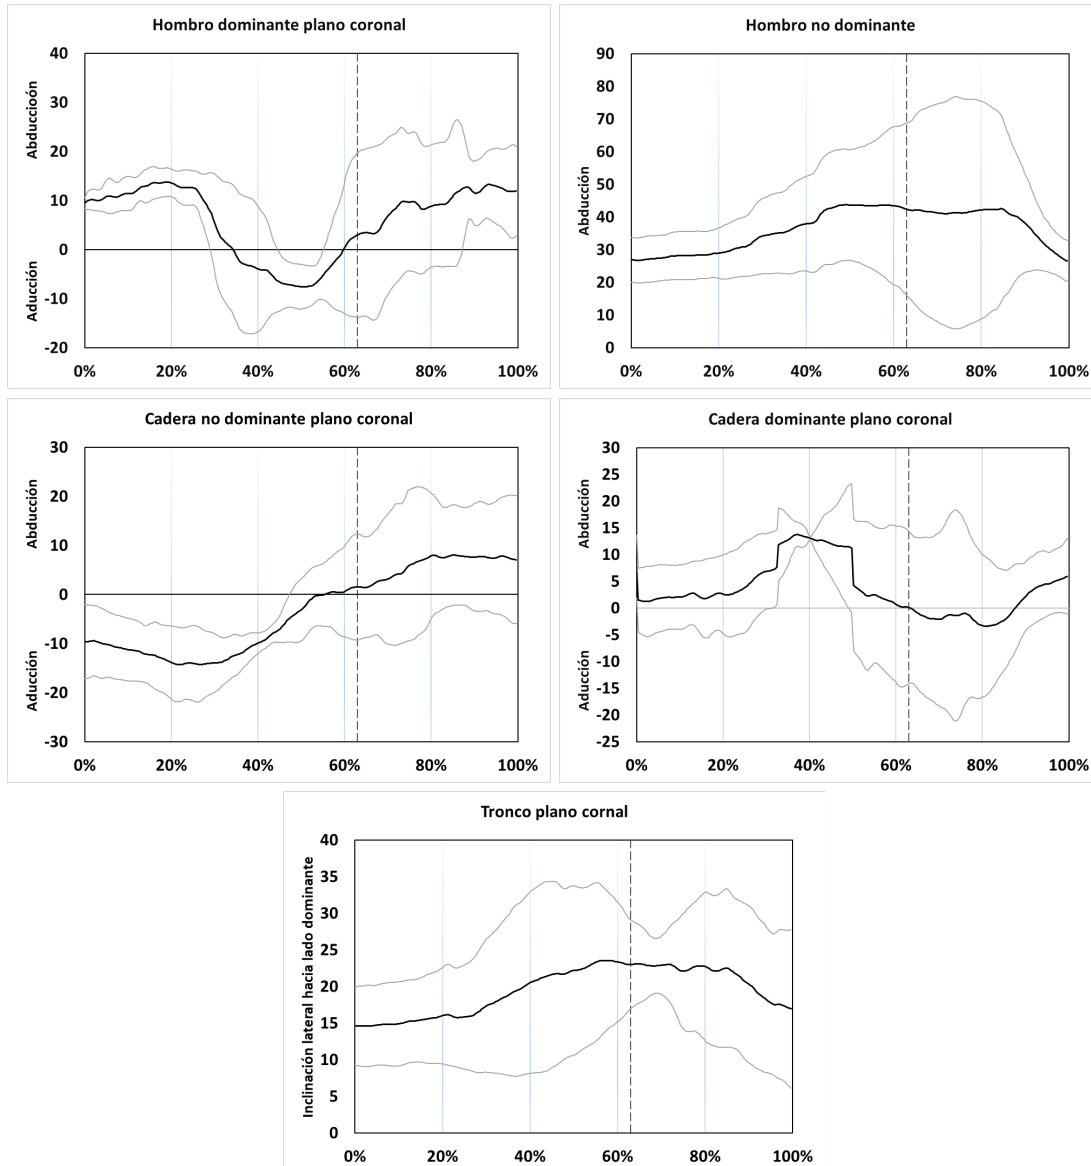 Hombro dominante plano coronal
40
30
20
10
0
-10
-20
Abduccioón
Aducción
0% 20% 40% 60% 80% 100%
Hombro no dominante
90
80
70
60
50
40
30
20
10
0
Abducción
0% 20% 40% 60% 80% 100%
Cadera no dominante plano coronal
30
20
10
0
-10
-20
-30
Abducción
Aducción
0% 20% 40% 60% 80% 100%
Cadera dominante plano coronal
30
25
20
15
10
5
0
-5
-10
-15
-20
-25
Abducción
Aducción
0% 20% 40% 60% 80% 100%
Tronco plano cornal
40
35
30
25
20
15
10
5
0
Inclinación lateral hacia lado dominante
0% 20% 40% 60% 80% 100%